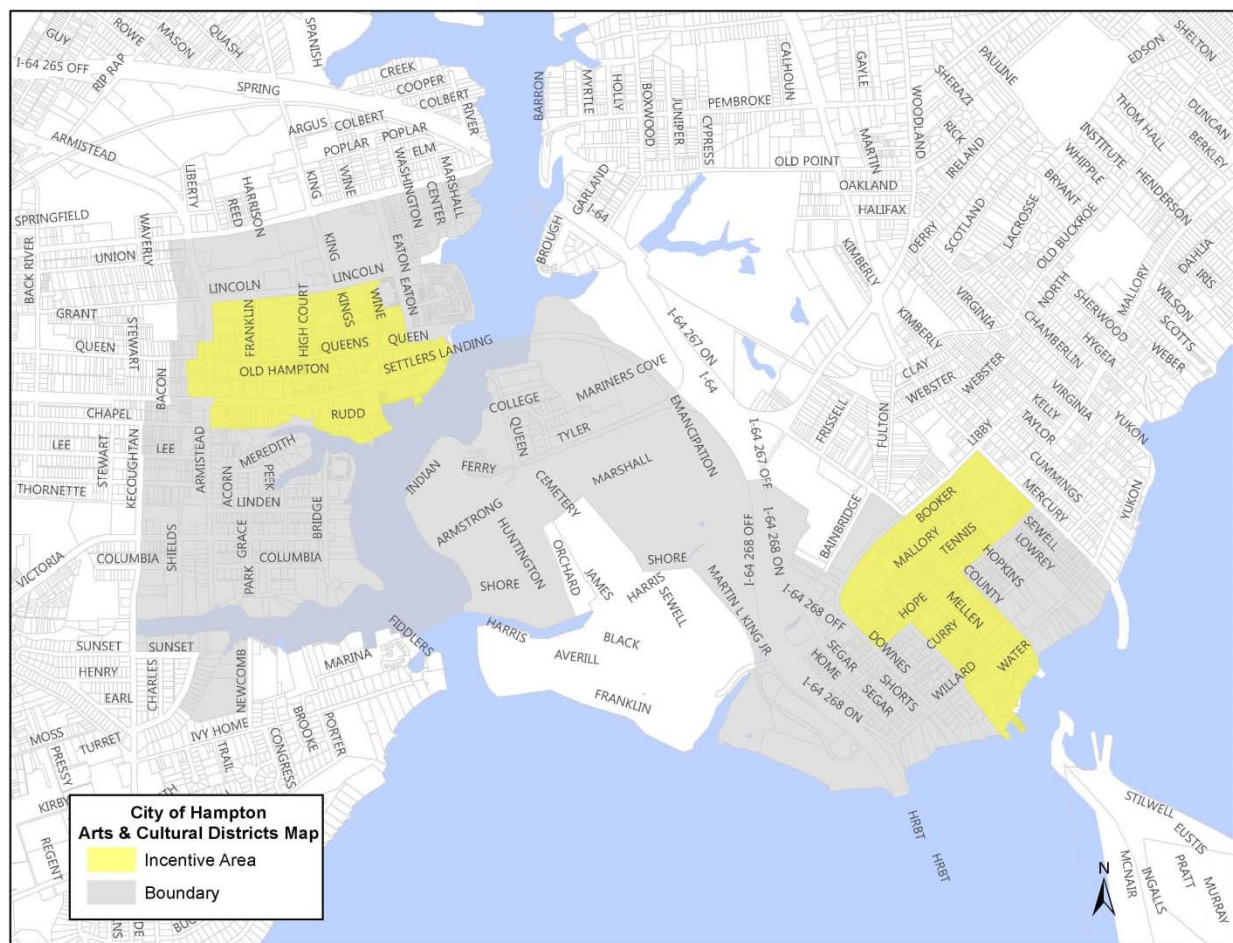 GUY
ROWE
MASON
QUASH
SPANISH
I-64 265 OFF
RIP RAP
SPRING
ARMISTEAD
CREEK
COOPER
COLBERT
RIVER
ARGUS
COLBERT
POPLAR
POPLAR
ELM
KING
WINE
WASHINGTON
CENTER
MARSHALL
LIBERTY
REED
HARRISON
SPRINGFIELD
WAVERLY
UNION
BACK RIVER
KING
LINCOLN
LINCOLN
EATON
EATON
GRANT
STEWART
QUEEN
FRANKLIN
HIGH COURT
KINGS
WINE
QUEENS
QUEEN
OLD HAMPTON
SETTLERS LANDING
BACON
CHAPEL
RUDD
LEE
STEWART
KECOUGHTAN
LEE
ARMISTEAD
MEREDITH
ACORN
PEEK
LINDEN
THORNETTE
VICTORIA
COLUMBIA
SHIELDS
PARK
GRACE
COLUMBIA
BRIDGE
SUNSET
SUNSET
HENRY
EARL
CHARLES
NEWCOMB
MARINA
FIDDLERS
IVY HOME
MOSS
PRESSY
TURRET
TRAIL
CONGRESS
BROOKE
PORTER
KIRBY
REGENT
BARRON
MYRTLE
HOLLY
BOXWOOD
JUNIPER
CYPRESS
PEMBROKE
CALHOUN
GAYLE
WOODLAND
SHERAZI
PAULINE
EDSON
SHELTON
GARLAND
I-64
BROUGH
OLD POINT
MARTIN
RICK
IRELAND
OAKLAND
HALIFAX
THOM HALL
INSTITUTE
DUNCAN
BERKLEY
WHIPPLE
BRYANT
HENDERSON
LACROSSE
OLD BUCKROE
SCOTLAND
DERRY
KIMBERLY
DAHLIA
IRIS
NORTH
MALLORY
WILSON
SCOTTS
SHERWOOD
HYGEIA
WEBER
CHAMBERLIN
VIRGINIA
KIMBERLY
CLAY
WEBSTER
WEBSTER
I-64 267 ON
I-64
COLLEGE
QUEEN
MARINERS COVE
TYLER
EMANCIPATION
INDIAN
FERRY
CEMETERY
MARSHALL
FRISSELL
FULTON
LIBBY
KELLY
TAYLOR
VIRGINIA
YUKON
CUMMINGS
MERCURY
YUKON
I-64 267 OFF
ARMSTRONG
HUNTINGTON
SHORE
ORCHARD
JAMES
HARRIS
SEWELL
SHORE
I-64 268 OFF
I-64 268 ON
BAINBRIDGE
BOOKER
MALLORY
TENNIS
SEWELL
LOWREY
HOPKINS
COUNTY
MARTIN L KING JR
I-64 268 OFF
HOPE
MELLEN
CURRY
DOWNES
WATER
WILLARD
HARRIS
BLACK
AVERILL
FRANKLIN
SEGAR
HOME
SEGAR
SHORTS
I-64 268 ON
HRBT
HRBT
STILWELL
EUSTIS
MCNAIR
INGALLS
PRATT
MURRAY
N
City of Hampton
Arts & Cultural Districts Map
Incentive Area
Boundary